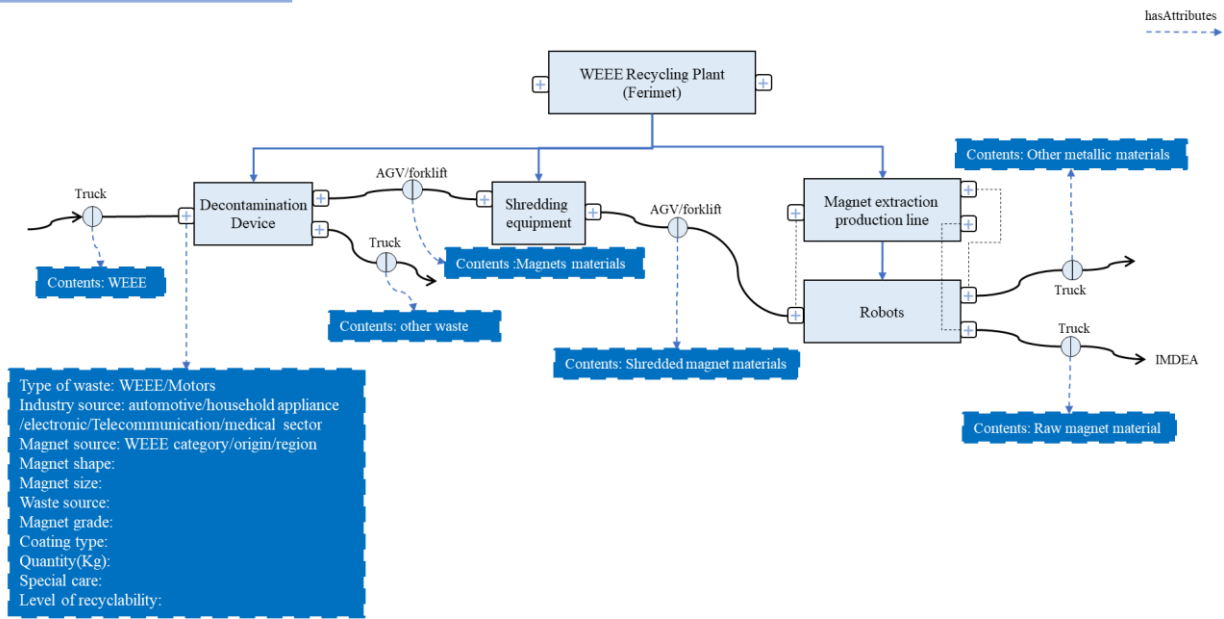 hasAttributes
WEEE Recycling Plant
(Ferimet)
Contents: Other metallic materials
Truck
AGV/forklift
Decontamination
Device
Shredding
equipment
AGV/forklift
Magnet extraction
production line
Truck
Contents :Magnets materials
Contents: WEEE
Truck
Robots
Contents: other waste
Truck
IMDEA
Contents: Shredded magnet materials
Type of waste: WEEE/Motors
Industry source: automotive/household appliance
/electronic/Telecommunication/medical sector
Magnet source: WEEE category/origin/region
Magnet shape:
Magnet size:
Waste source:
Magnet grade:
Coating type:
Quantity(Kg):
Special care:
Level of recyclability:
Contents: Raw magnet material